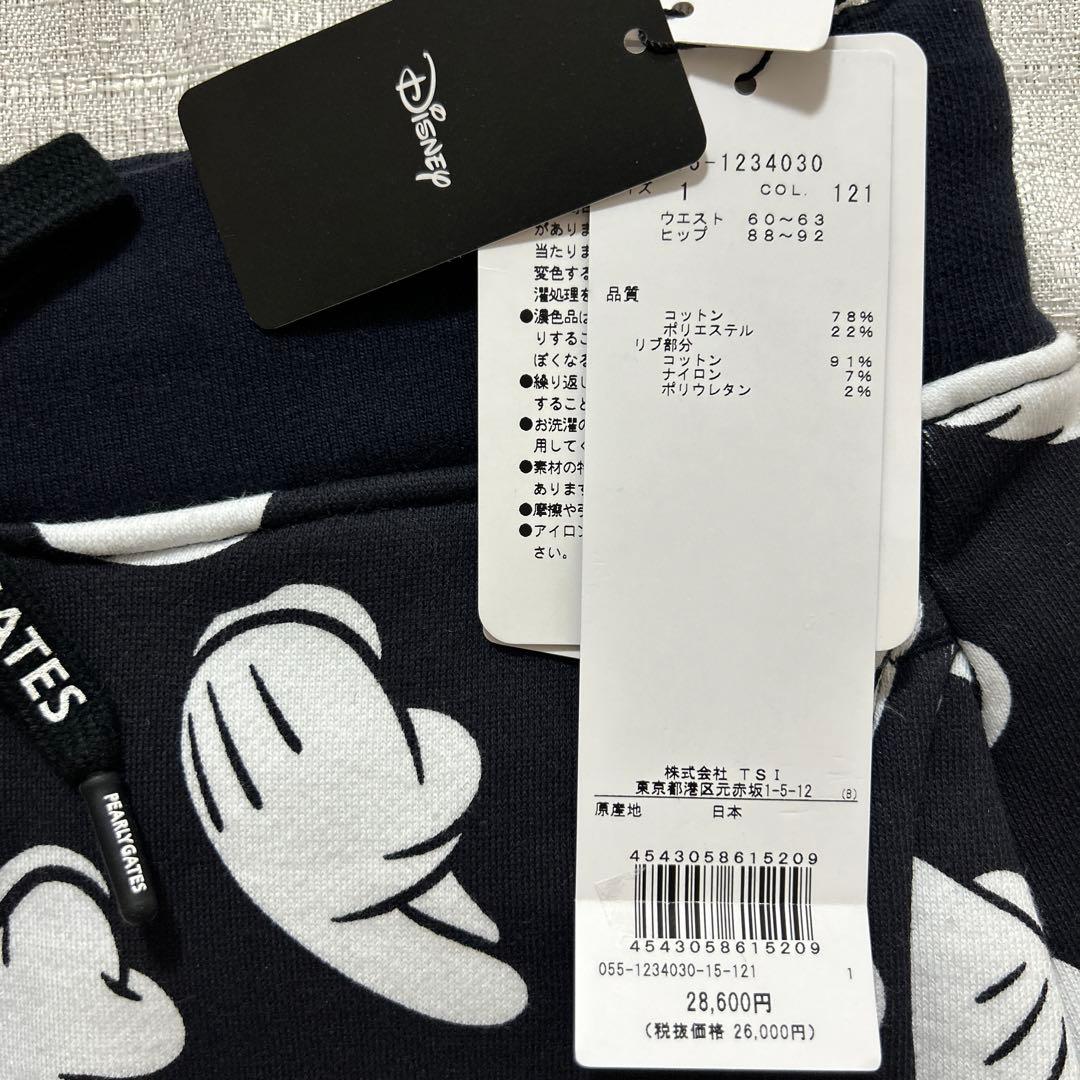 Disney
-1234030
1 COL. 121
ウエスト 60～63
ヒップ 88～92
品質
コットン 78%
ポリエステル 22%
リブ部分
コットン 91%
ナイロン 7%
ポリウレタン 2%
株式会社 TSI
東京都港区元赤坂1-5-12 (B)
原産地 日本
4543058615209
4543058615209
055-1234030-15-121 1
28,600円
(税抜価格 26,000円)
がありま
当たりま
変色する
濯処理を
●濃色品は
りするこ
ぽくなる
●繰り返し
すること
●お洗濯の
用してく
●素材の特
あります
●摩擦や引
●アイロン
さい。
ATES
PEARLYGATES